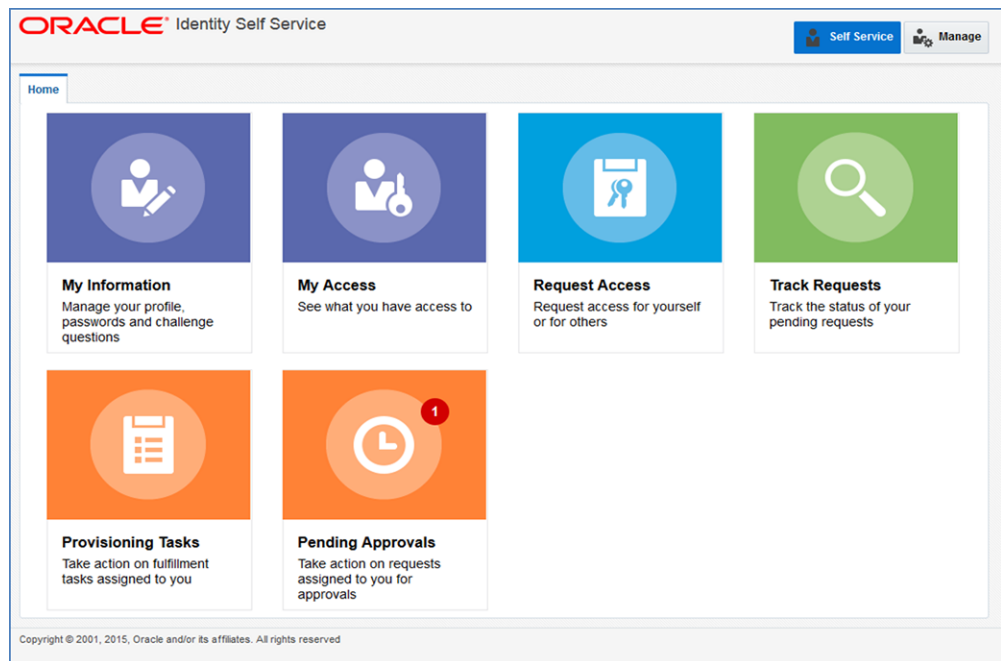 ORACLE® Identity Self Service
Self Service
Manage
Home
My Information
Manage your profile,
passwords and challenge
questions
My Access
See what you have access to
Request Access
Request access for yourself
or for others
Track Requests
Track the status of your
pending requests
Provisioning Tasks
Take action on fulfillment
tasks assigned to you
1
Pending Approvals
Take action on requests
assigned to you for
approvals
Copyright © 2001, 2015, Oracle and/or its affiliates. All rights reserved